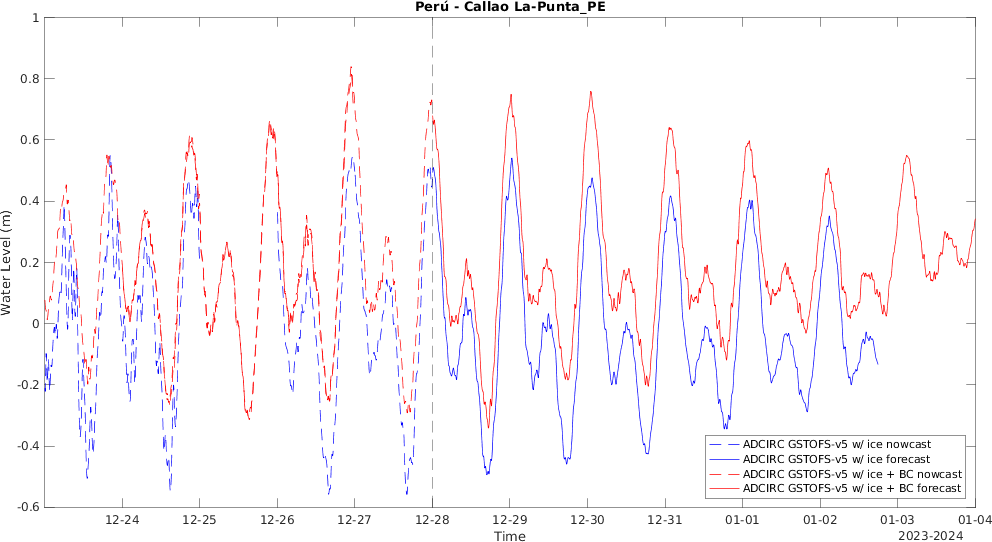 Perú - Callao La-Punta_PE
1
0.8
0.6
0.4
0.2
0
-0.2
-0.4
-0.6
Water Level (m)
12-24 12-25 12-26 12-27 12-28 12-29 12-30 12-31 01-01 01-02 01-03 01-04
Time
2023-2024
ADCIRC GSTOFS-v5 w/ ice nowcast
ADCIRC GSTOFS-v5 w/ ice forecast
ADCIRC GSTOFS-v5 w/ ice + BC nowcast
ADCIRC GSTOFS-v5 w/ ice + BC forecast